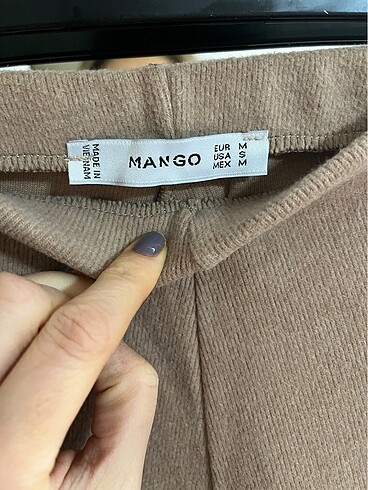 MADE IN
VIETNAM
MANGO
EUR M
USA S
MEX M